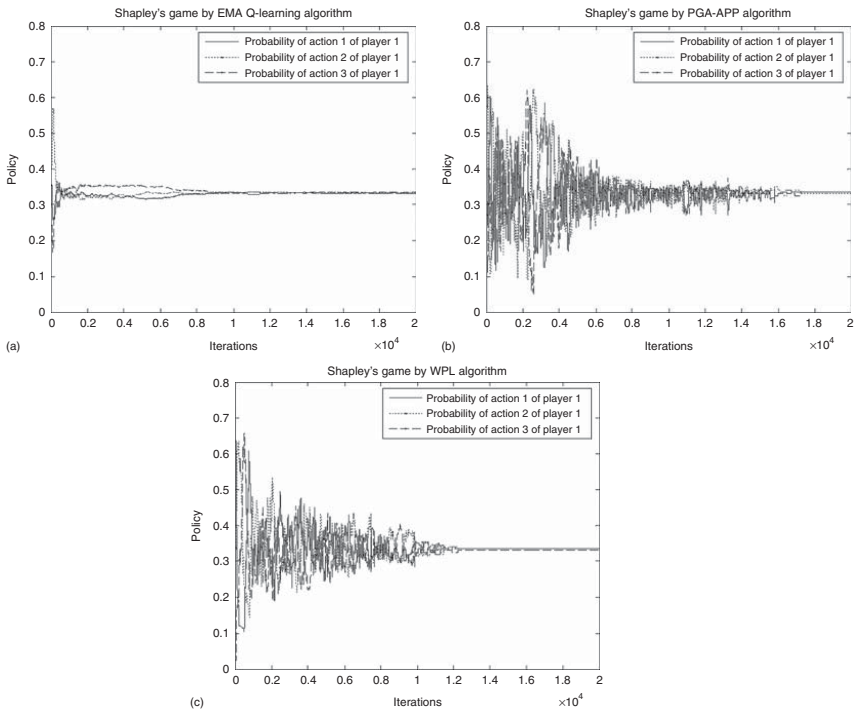 Shapley's game by EMA Q-learning algorithm
0.8
0.7
0.6
0.5
0.4
0.3
0.2
0.1
0
Policy
Probability of action 1 of player 1
Probability of action 2 of player 1
Probability of action 3 of player 1
0 0.2 0.4 0.6 0.8 1 1.2 1.4 1.6 1.8 2
Iterations
×10^4
(a)
Shapley's game by PGA-APP algorithm
0.8
0.7
0.6
0.5
0.4
0.3
0.2
0.1
0
Policy
Probability of action 1 of player 1
Probability of action 2 of player 1
Probability of action 3 of player 1
0 0.2 0.4 0.6 0.8 1 1.2 1.4 1.6 1.8 2
Iterations
×10^4
(b)
Shapley's game by WPL algorithm
0.8
0.7
0.6
0.5
0.4
0.3
0.2
0.1
0
Policy
Probability of action 1 of player 1
Probability of action 2 of player 1
Probability of action 3 of player 1
0 0.2 0.4 0.6 0.8 1 1.2 1.4 1.6 1.8 2
Iterations
×10^4
(c)